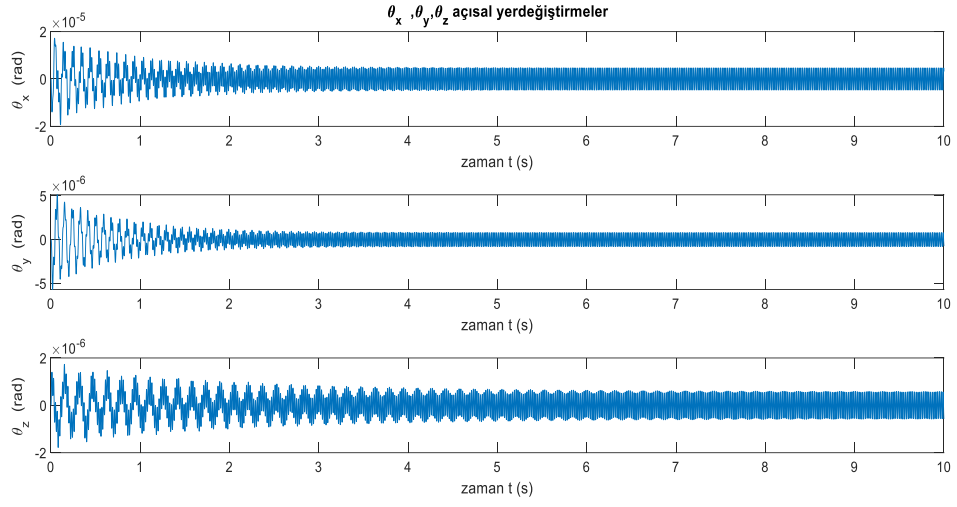 θx ,θy,θz açısal yerdeğiştirmeler
×10-5
2
0
-2
θx (rad)
0 1 2 3 4 5 6 7 8 9 10
zaman t (s)
×10-6
5
0
-5
θy (rad)
0 1 2 3 4 5 6 7 8 9 10
zaman t (s)
×10-6
2
0
-2
θz (rad)
0 1 2 3 4 5 6 7 8 9 10
zaman t (s)